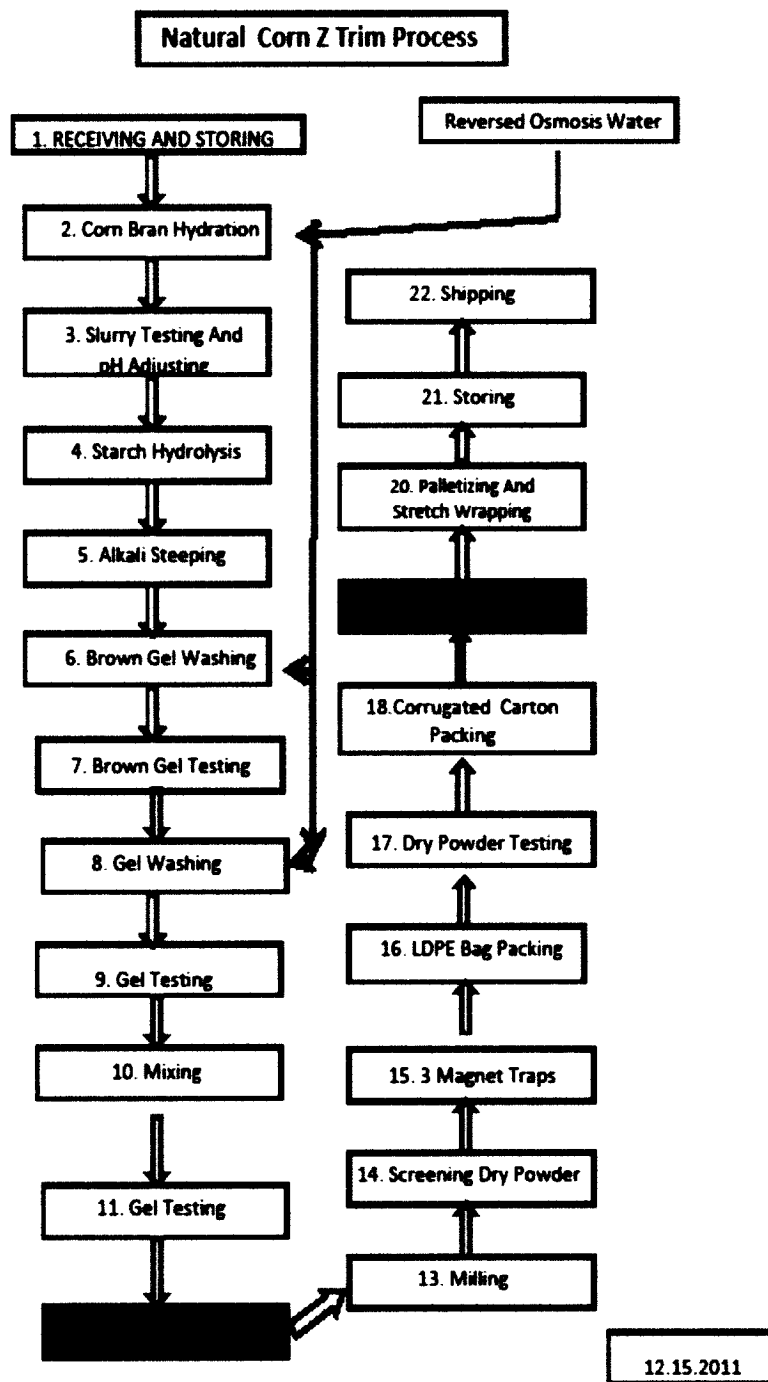 Natural Corn Z Trim Process
1. RECEIVING AND STORING
Reversed Osmosis Water
2. Corn Bran Hydration
3. Slurry Testing And
pH Adjusting
4. Starch Hydrolysis
5. Alkali Steeping
6. Brown Gel Washing
7. Brown Gel Testing
8. Gel Washing
9. Gel Testing
10. Mixing
11. Gel Testing
13. Milling
14. Screening Dry Powder
15. 3 Magnet Traps
16. LDPE Bag Packing
17. Dry Powder Testing
18.Corrugated Carton
Packing
20. Palletizing And
Stretch Wrapping
21. Storing
22. Shipping
12.15.2011